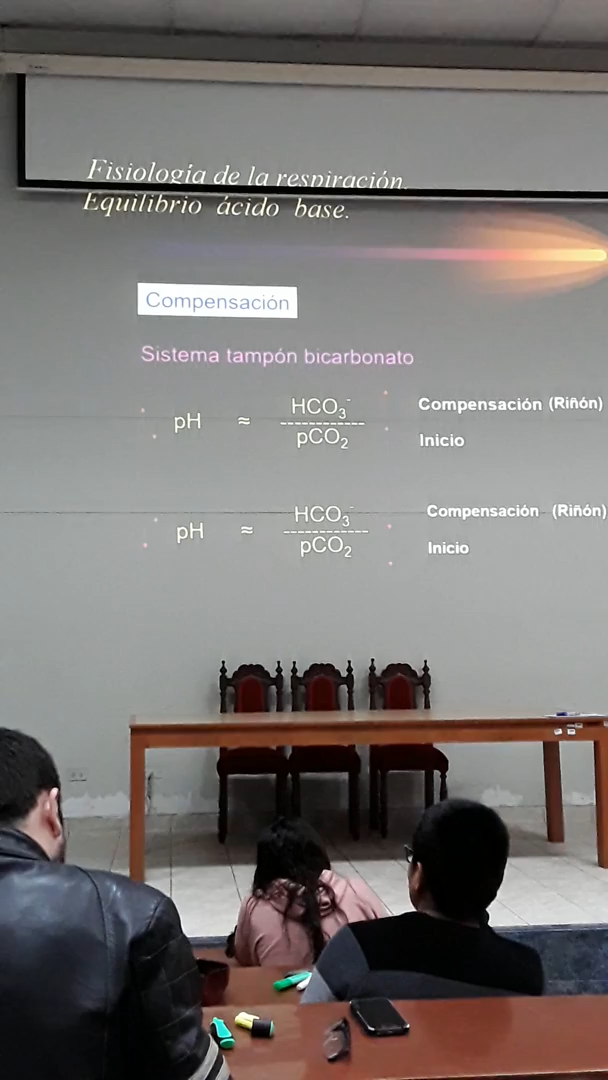 Fisiología de la respiración.
Equilibrio ácido base.
Compensación
Sistema tampón bicarbonato
pH ≈ HCO₃⁻ / pCO₂
Compensación (Riñón)
Inicio
pH ≈ HCO₃⁻ / pCO₂
Compensación (Riñón)
Inicio